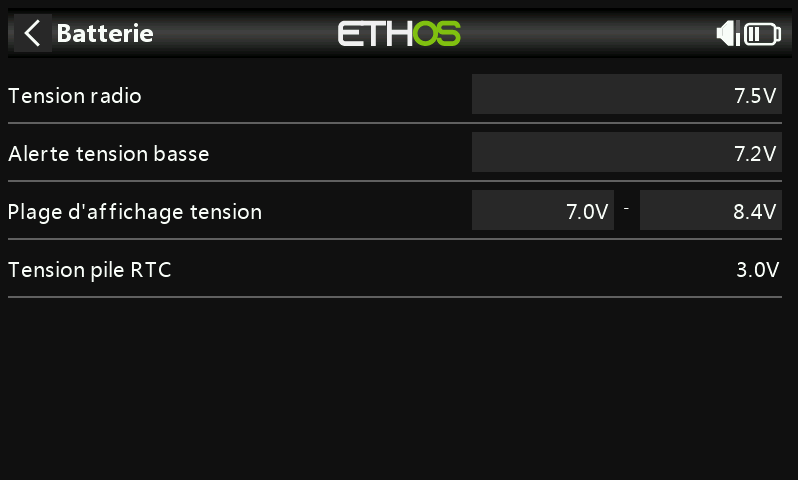 Batterie
ETHOS
Tension radio 7.5V
Alerte tension basse 7.2V
Plage d'affichage tension 7.0V - 8.4V
Tension pile RTC 3.0V